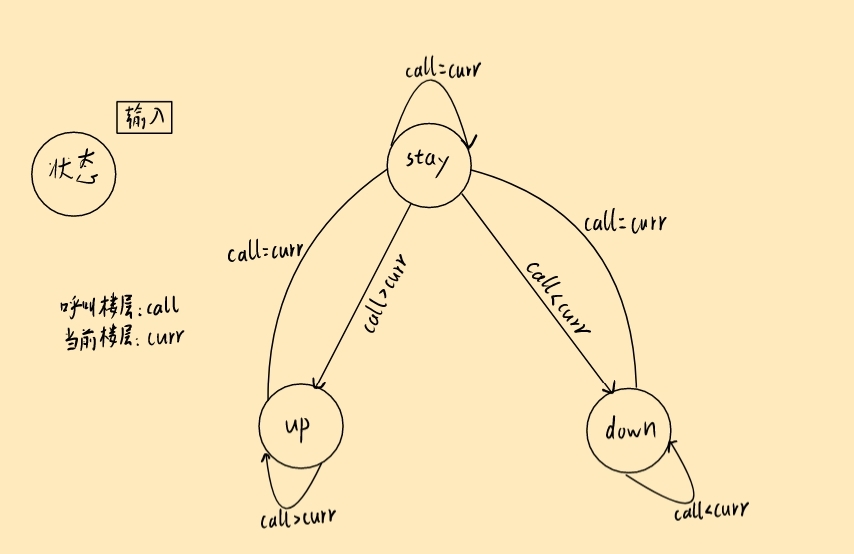 call=curr
输入
状态
stay
call=curr
call=curr
call>curr
call<curr
呼叫楼层:call
当前楼层:curr
up
down
call>curr
call<curr